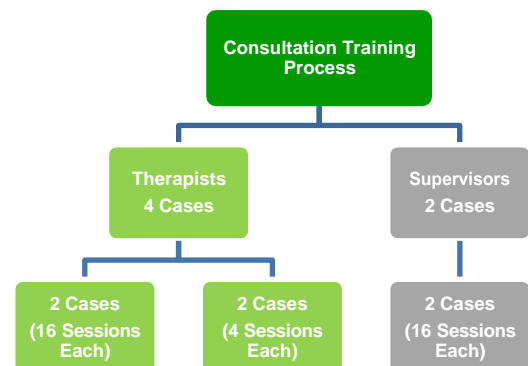 Consultation Training
Process
Therapists
4 Cases
Supervisors
2 Cases
2 Cases
(16 Sessions
Each)
2 Cases
(4 Sessions
Each)
2 Cases
(16 Sessions
Each)